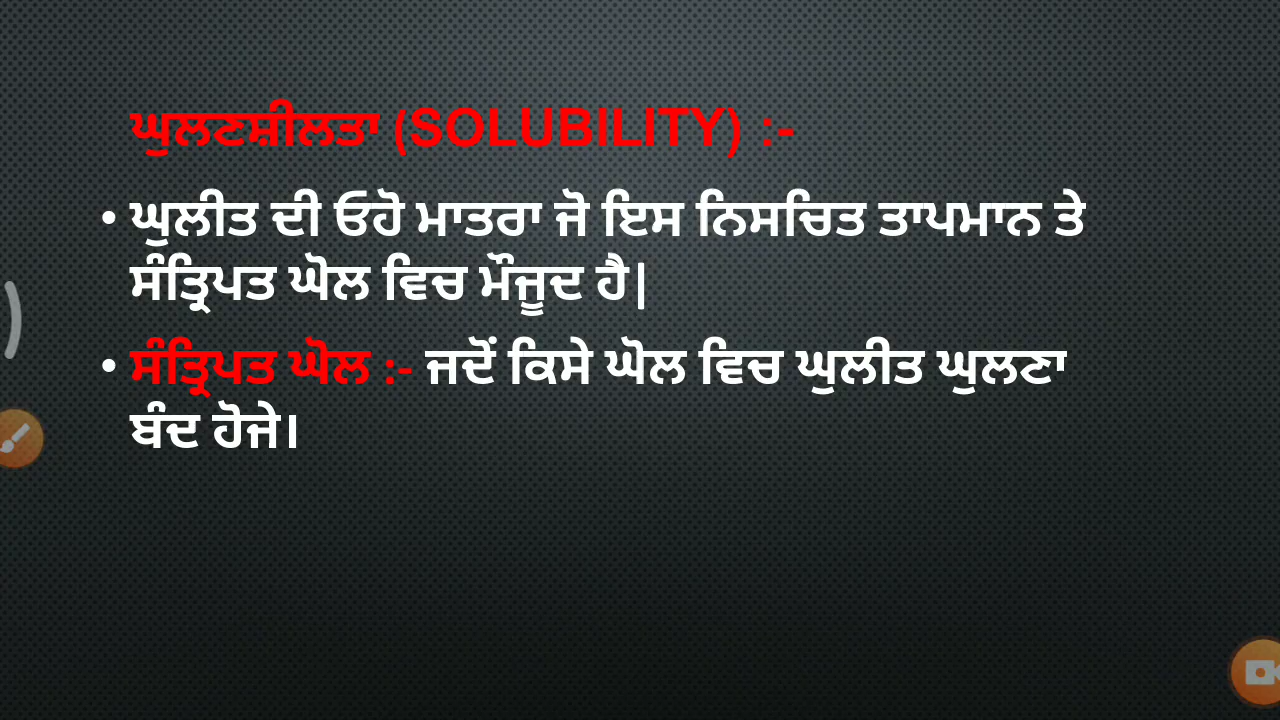 ਘੁਲਣਸ਼ੀਲਤਾ (SOLUBILITY) :-
• ਘੁਲੀਤ ਦੀ ਓਹੋ ਮਾਤਰਾ ਜੋ ਇਸ ਨਿਸਚਿਤ ਤਾਪਮਾਨ ਤੇ
ਸੰਤ੍ਰਿਪਤ ਘੋਲ ਵਿਚ ਮੌਜੂਦ ਹੈ|
• ਸੰਤ੍ਰਿਪਤ ਘੋਲ :- ਜਦੋਂ ਕਿਸੇ ਘੋਲ ਵਿਚ ਘੁਲੀਤ ਘੁਲਣਾ
ਬੰਦ ਹੋਜੇ।